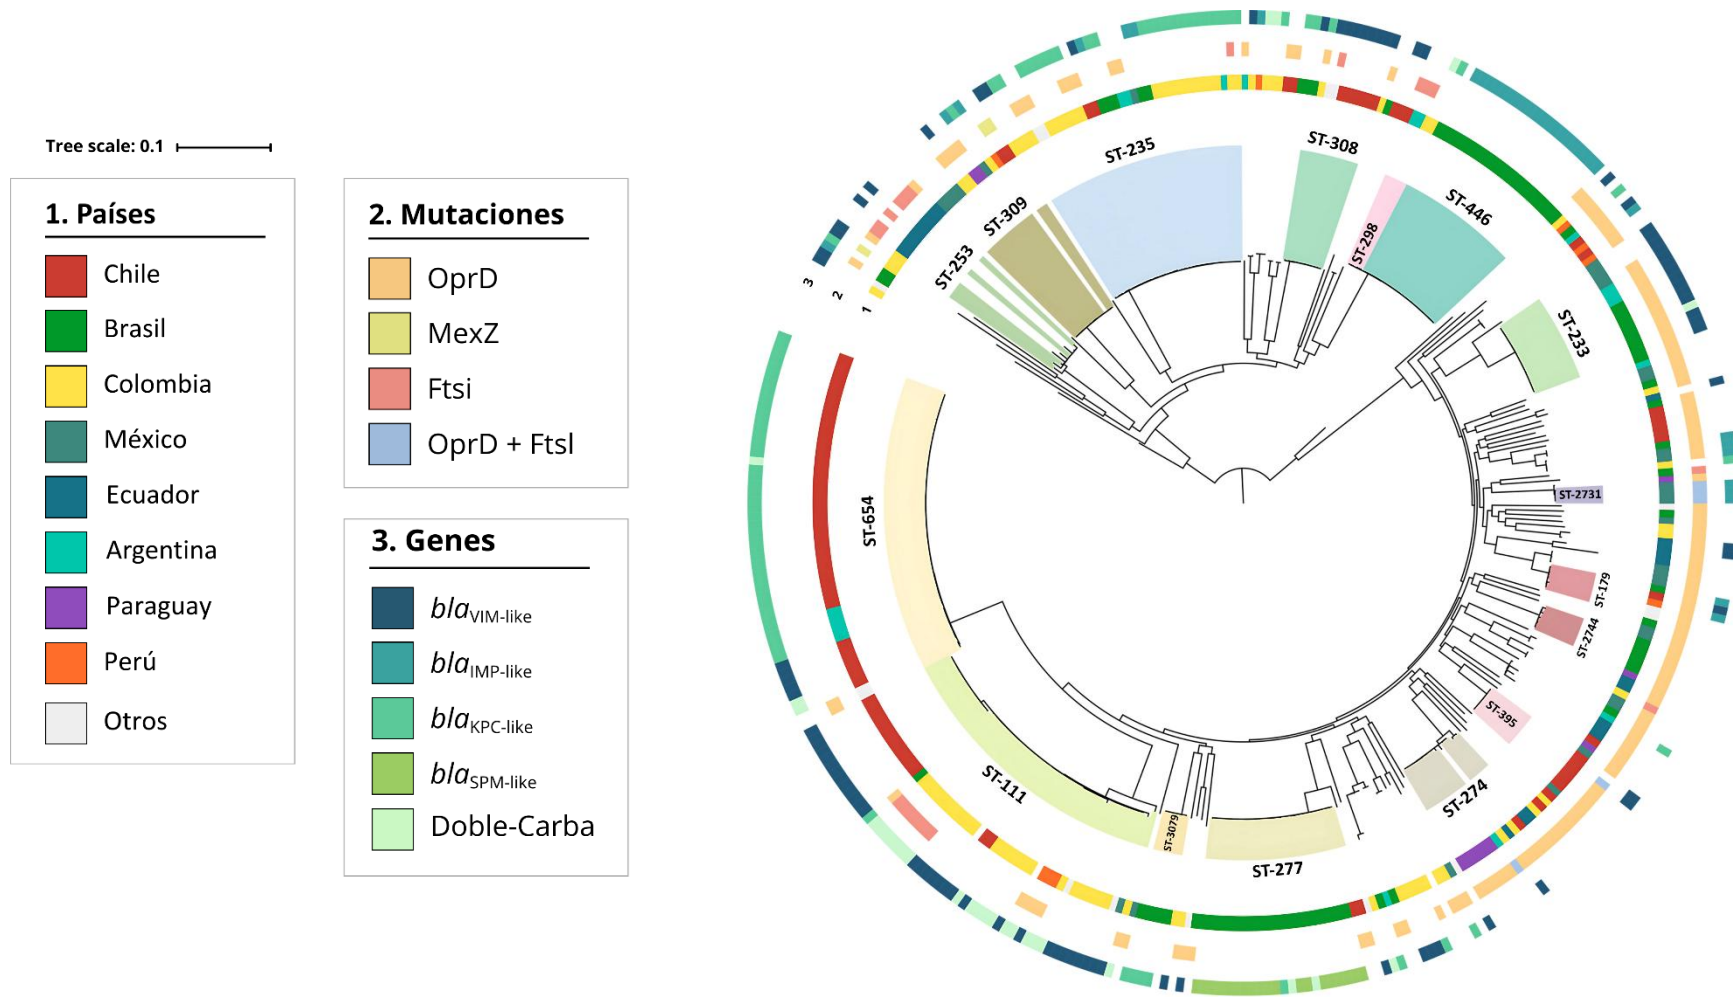 Tree scale: 0.1
1. Países
Chile
Brasil
Colombia
México
Ecuador
Argentina
Paraguay
Perú
Otros
2. Mutaciones
OprD
MexZ
Ftsi
OprD + FtsI
3. Genes
blaVIM-like
blaIMP-like
blaKPC-like
blaSPM-like
Doble-Carba
3
2
1
ST-253
ST-309
ST-235
ST-308
ST-298
ST-446
ST-233
ST-2731
ST-179
ST-2744
ST-395
ST-274
ST-277
ST-3079
ST-111
ST-654